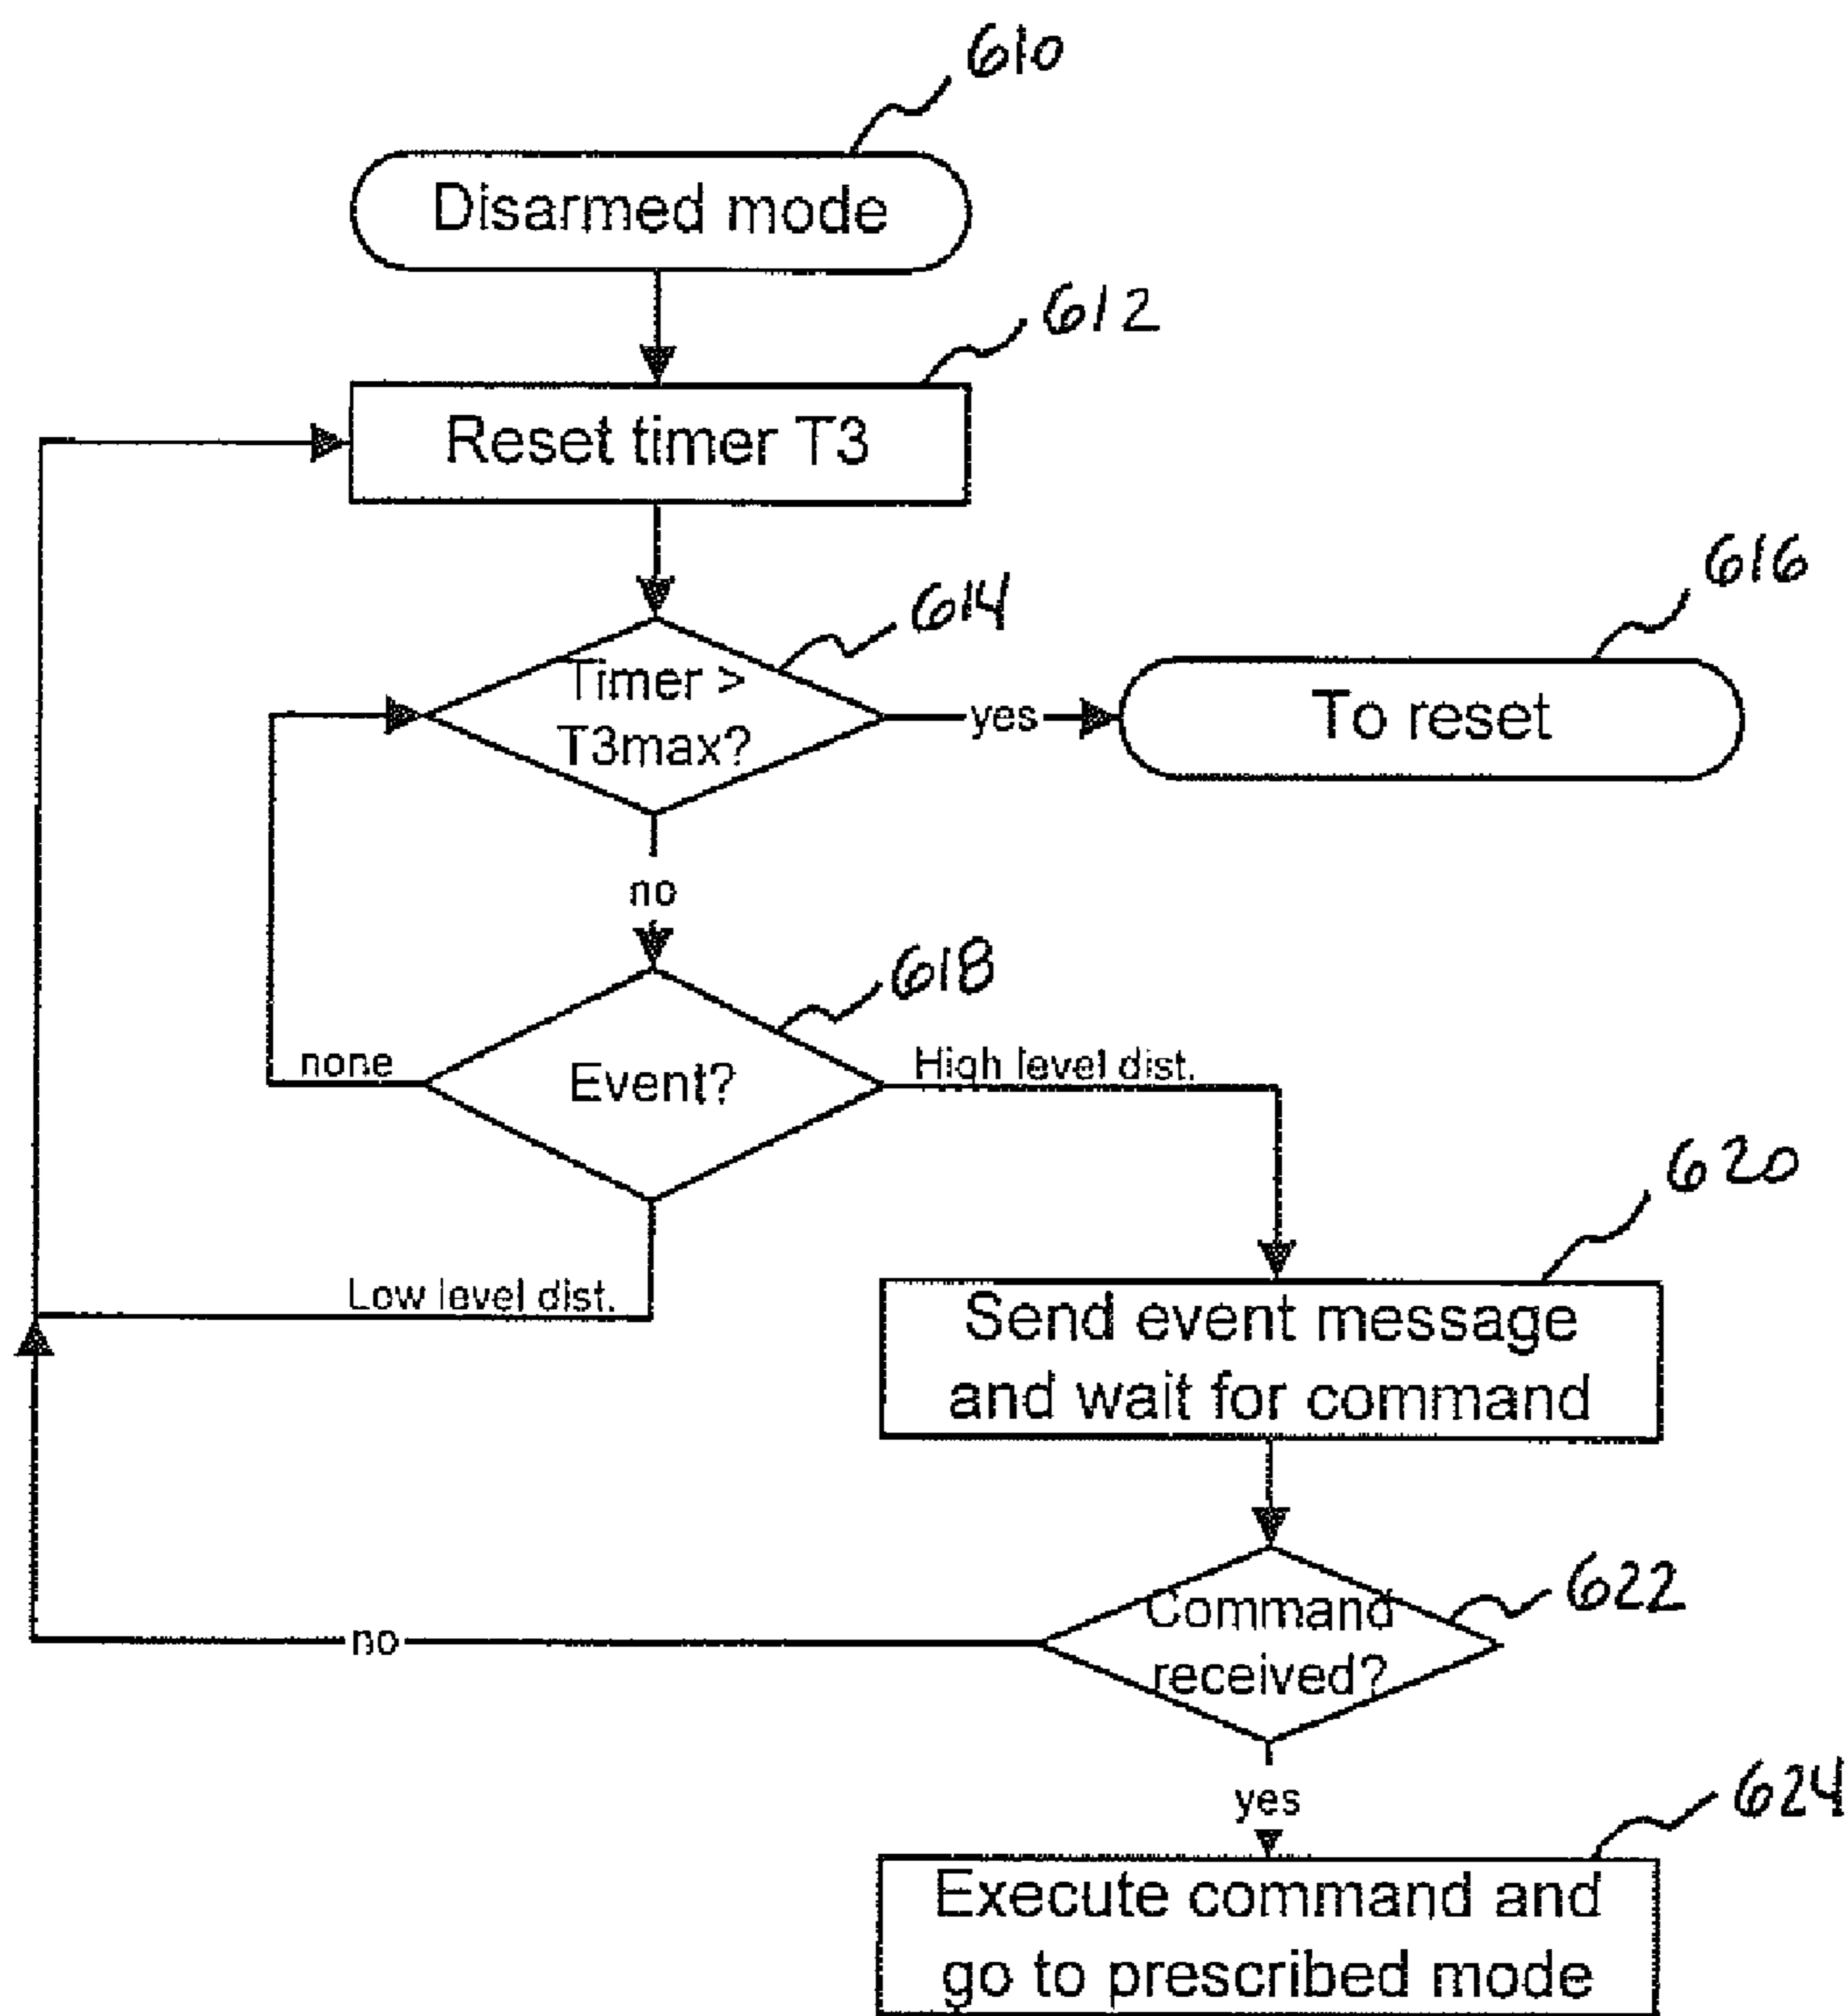 610
Disarmed mode
612
Reset timer T3
614
616
Timer >
T3max?
yes
To reset
no
618
none
Event?
High level dist.
620
Low level dist.
Send event message
and wait for command
622
Command
received?
no
yes
624
Execute command and
go to prescribed mode